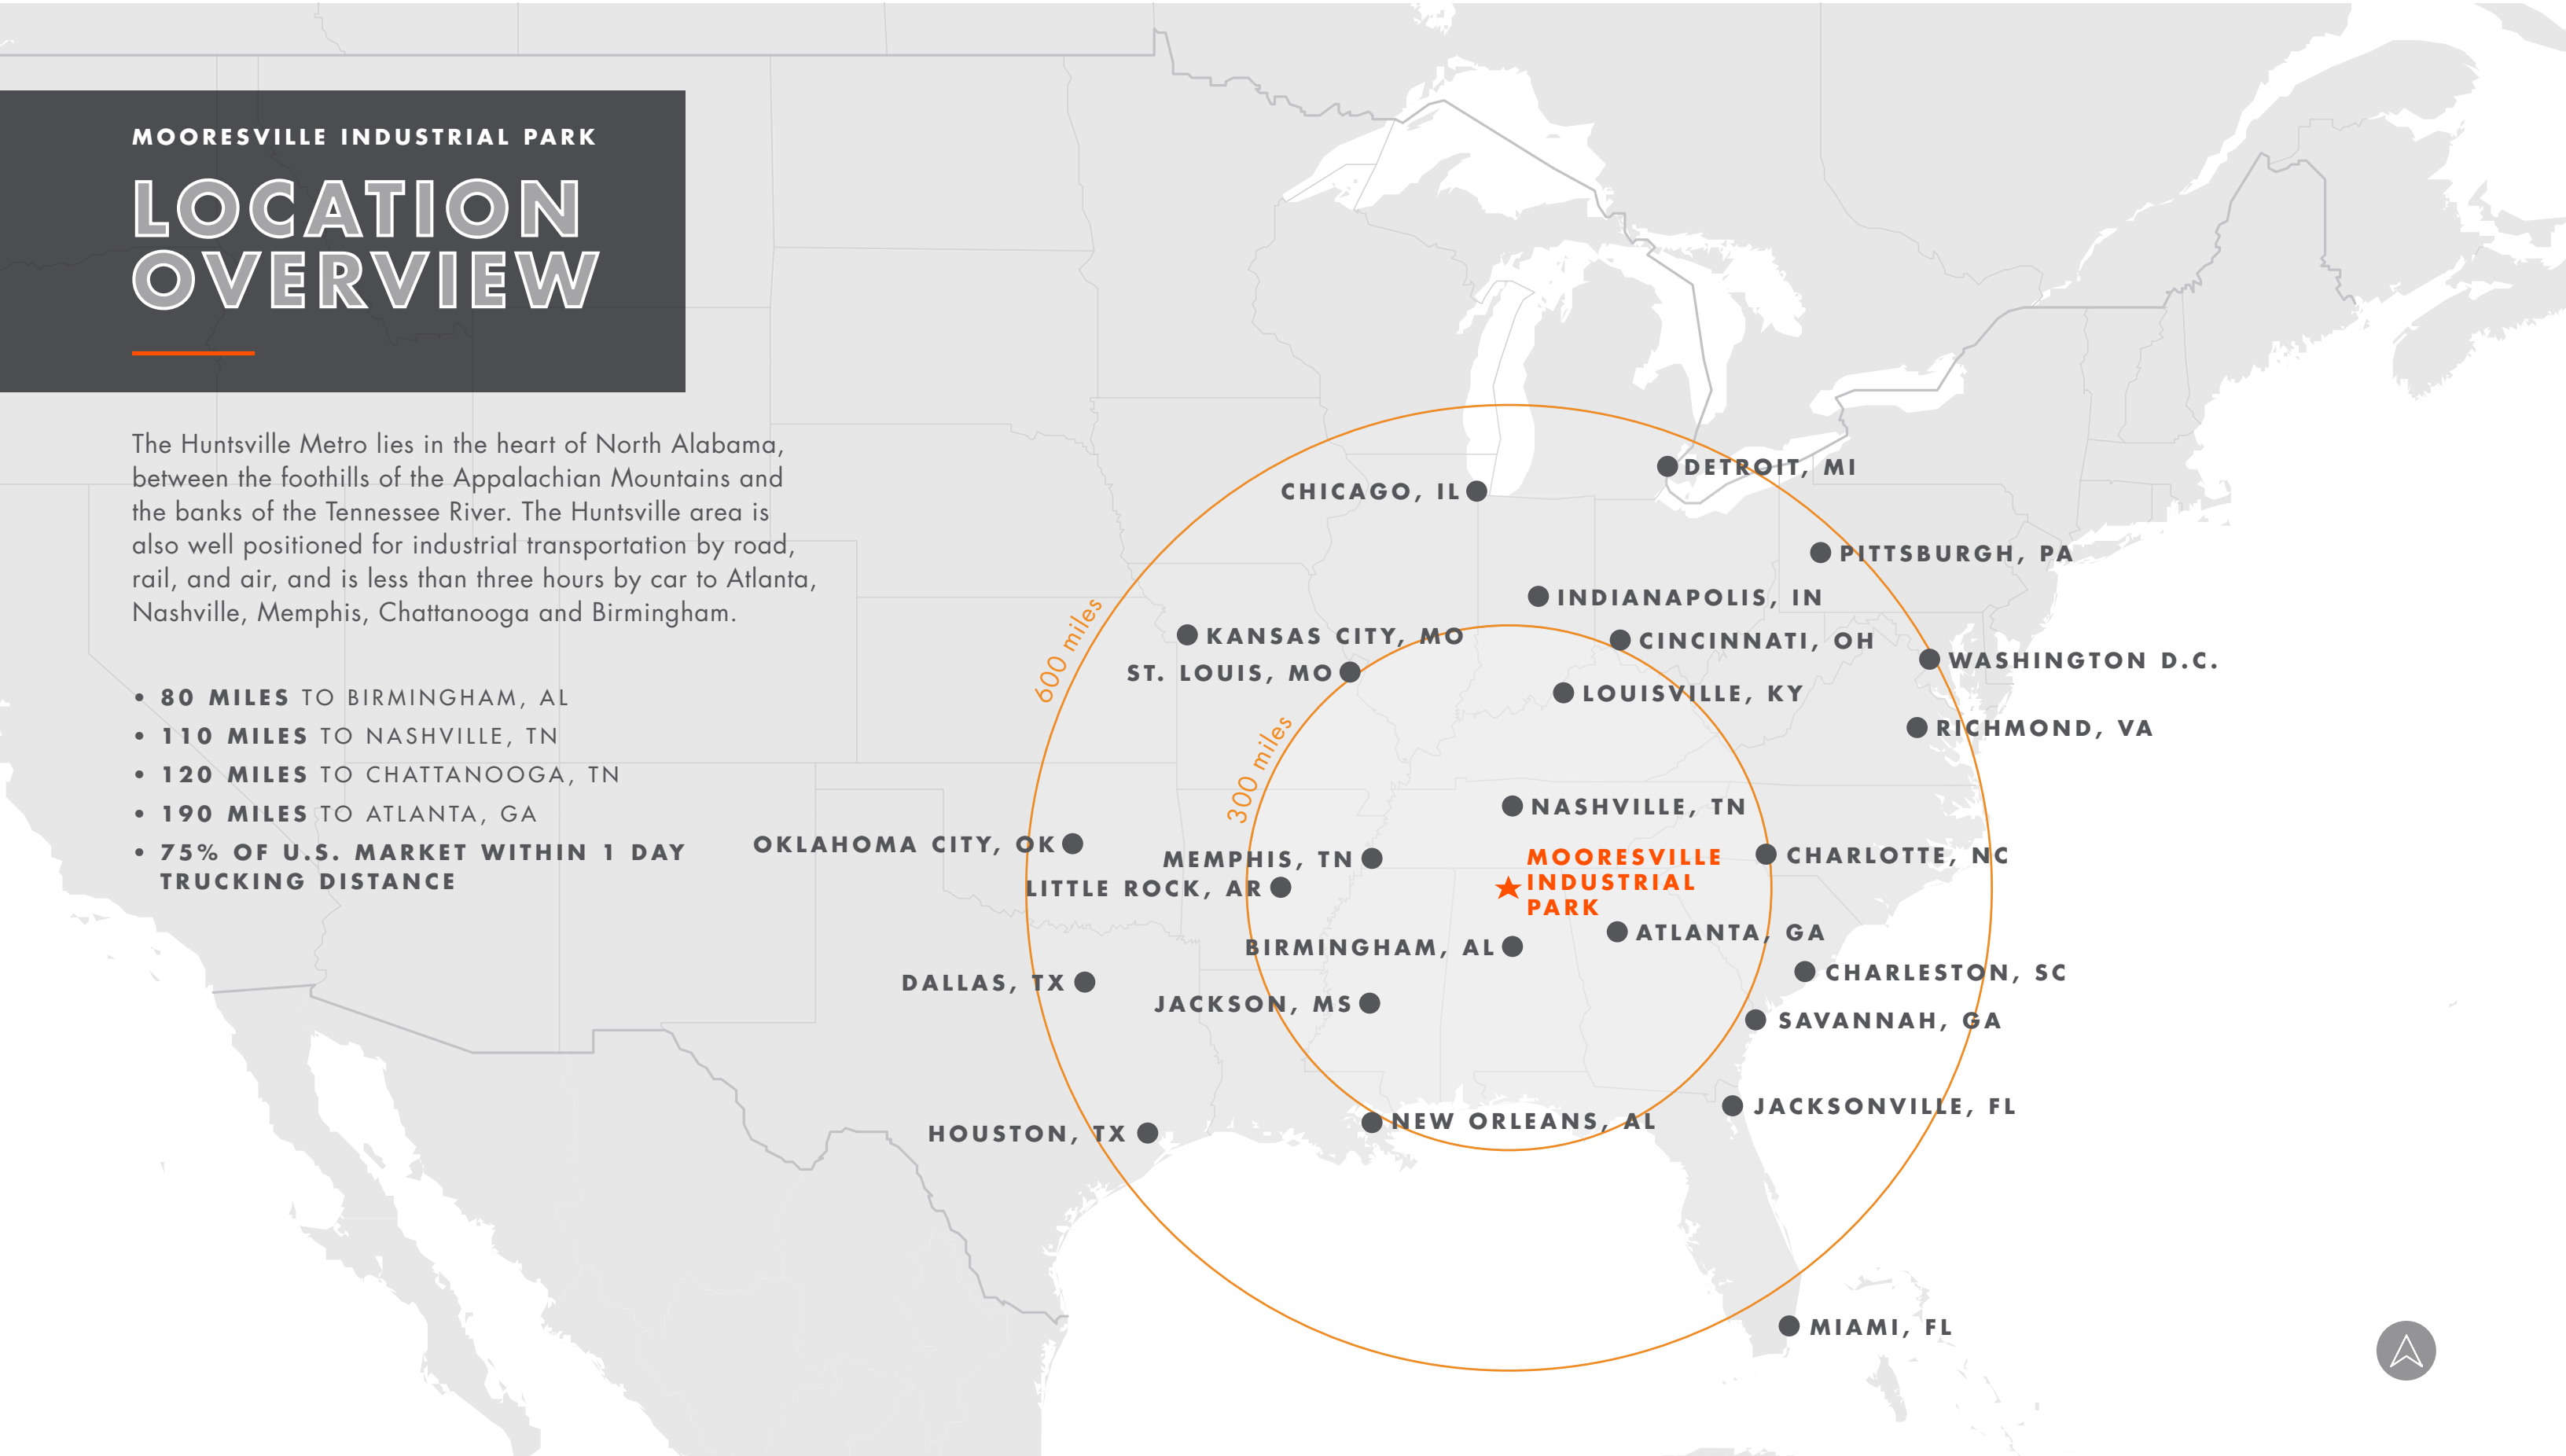 MOORESVILLE INDUSTRIAL PARK
LOCATION
OVERVIEW
The Huntsville Metro lies in the heart of North Alabama,
between the foothills of the Appalachian Mountains and
the banks of the Tennessee River. The Huntsville area is
also well positioned for industrial transportation by road,
rail, and air, and is less than three hours by car to Atlanta,
Nashville, Memphis, Chattanooga and Birmingham.
• 80 MILES TO BIRMINGHAM, AL
• 110 MILES TO NASHVILLE, TN
• 120 MILES TO CHATTANOOGA, TN
• 190 MILES TO ATLANTA, GA
• 75% OF U.S. MARKET WITHIN 1 DAY
TRUCKING DISTANCE
600 miles
300 miles
DETROIT, MI
CHICAGO, IL
PITTSBURGH, PA
INDIANAPOLIS, IN
KANSAS CITY, MO
CINCINNATI, OH
WASHINGTON D.C.
ST. LOUIS, MO
LOUISVILLE, KY
RICHMOND, VA
NASHVILLE, TN
OKLAHOMA CITY, OK
MEMPHIS, TN
MOORESVILLE
INDUSTRIAL
PARK
CHARLOTTE, NC
LITTLE ROCK, AR
ATLANTA, GA
BIRMINGHAM, AL
CHARLESTON, SC
DALLAS, TX
JACKSON, MS
SAVANNAH, GA
JACKSONVILLE, FL
NEW ORLEANS, AL
HOUSTON, TX
MIAMI, FL